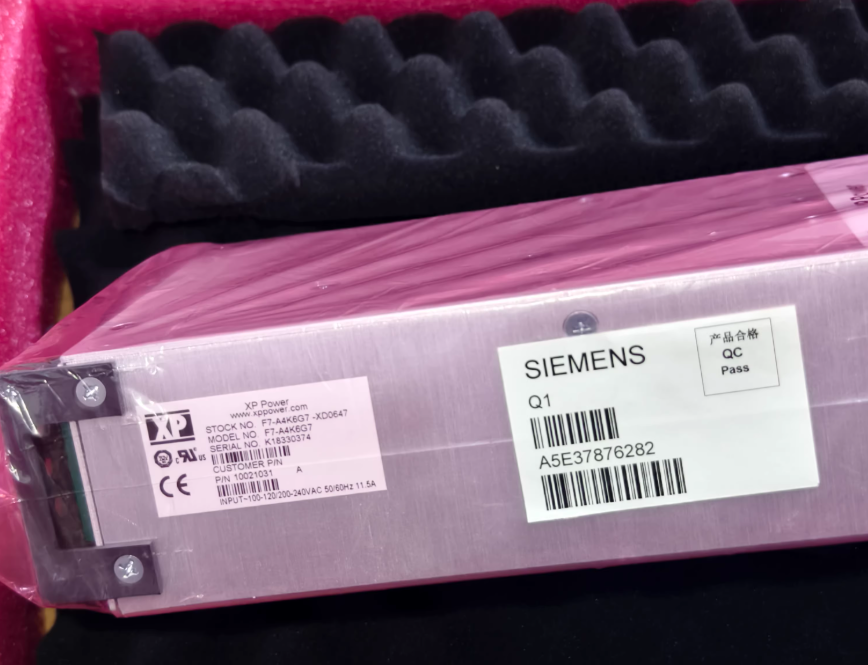 XP
XP Power
www.xppower.com
STOCK NO. F7-A4K6G7 -XD0647
MODEL NO. F7-A4K6G7
SERIAL NO. K18330374
CUSTOMER P/N
P/N 10021031 A
INPUT~100-120/200-240VAC 50/60Hz 11.5A
c US
CE
SIEMENS
Q1
A5E37876282
产品合格
QC
Pass